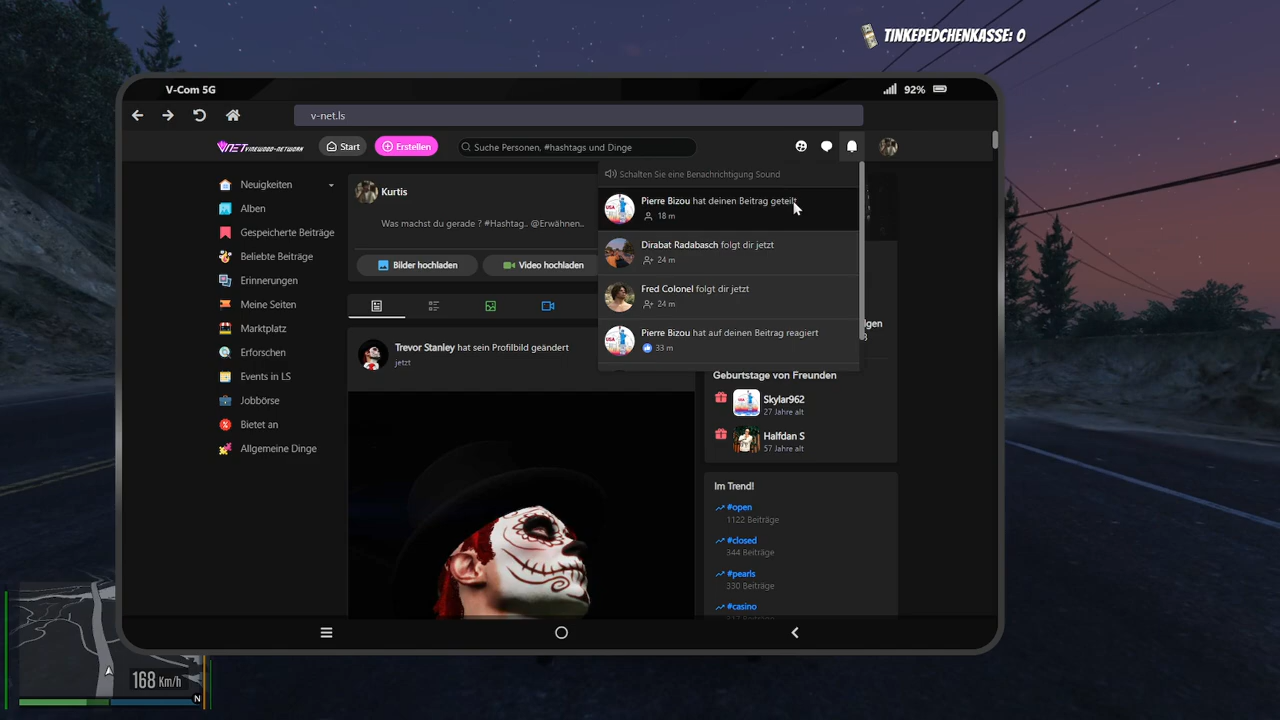 TINKEPEDCHENKASSE: 0
V-Com 5G
92%
v-net.ls
VNET VINEWOOD-NETWORK
Start
Erstellen
Suche Personen, #hashtags und Dinge
Neuigkeiten
Alben
Gespeicherte Beiträge
Beliebte Beiträge
Erinnerungen
Meine Seiten
Marktplatz
Erforschen
Events in LS
Jobbörse
Bietet an
Allgemeine Dinge
Kurtis
Was machst du gerade ? #Hashtag.. @Erwähnen..
Bilder hochladen
Video hochladen
Trevor Stanley hat sein Profilbild geändert
jetzt
Schalten Sie eine Benachrichtigung Sound
Pierre Bizou hat deinen Beitrag geteilt
18 m
Dirabat Radabasch folgt dir jetzt
24 m
Fred Colonel folgt dir jetzt
24 m
Pierre Bizou hat auf deinen Beitrag reagiert
33 m
Geburtstage von Freunden
Skylar962
27 Jahre alt
Halfdan S
57 Jahre alt
Im Trend!
#open
1122 Beiträge
#closed
344 Beiträge
#pearls
330 Beiträge
#casino
168 Km/h
N